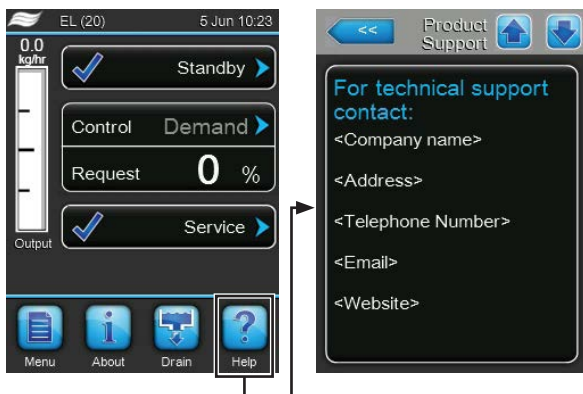 EL (20) 5 Jun 10:23
0.0
kg/hr
Standby
Control Demand
Request 0 %
Service
Output
Menu About Drain Help
<<
Product
Support
For technical support
contact:
<Company name>
<Address>
<Telephone Number>
<Email>
<Website>